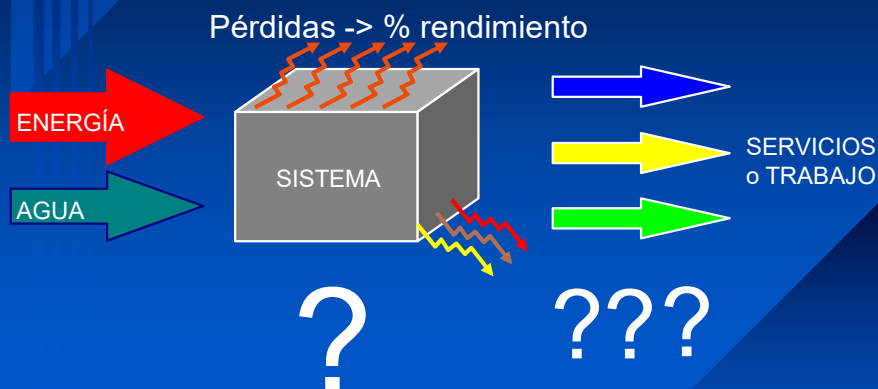 Pérdidas -> % rendimiento
ENERGÍA
SISTEMA
AGUA
SERVICIOS
o TRABAJO
?
???